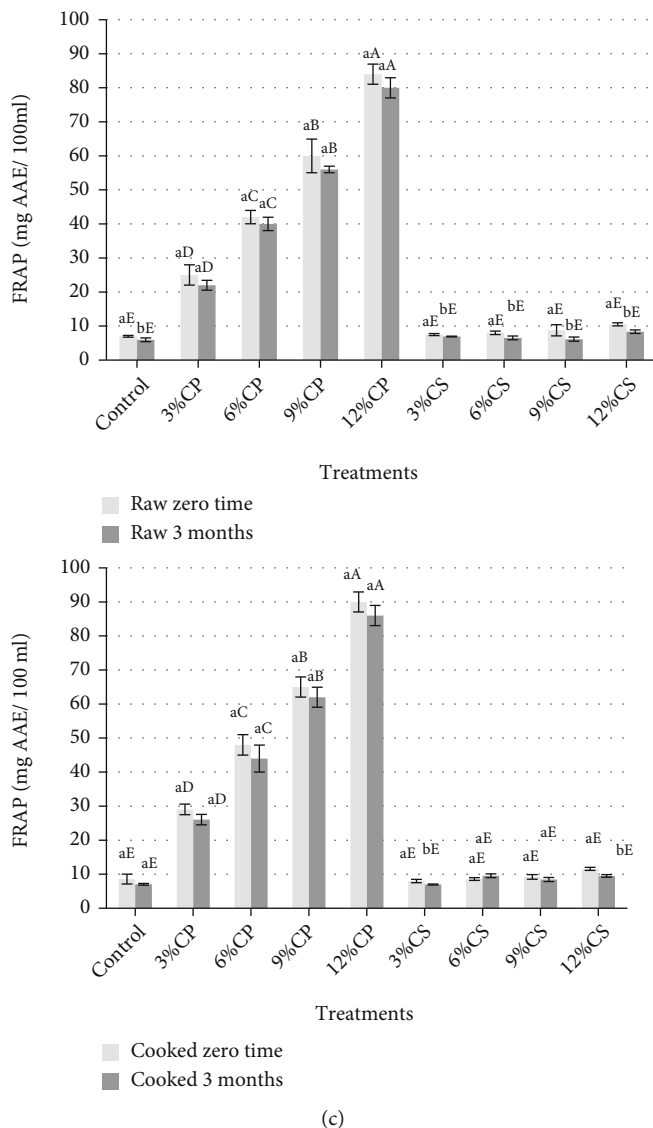 100
90
80
70
60
50
40
30
20
10
0
FRAP (mg AAE/ 100ml)
aE bE
aD aD
aC aC
aB aB
aA aA
aE bE
aE bE
aE bE
aE bE
Control 3%CP 6%CP 9%CP 12%CP 3%CS 6%CS 9%CS 12%CS
Treatments
Raw zero time
Raw 3 months
100
90
80
70
60
50
40
30
20
10
0
FRAP (mg AAE/ 100 ml)
aE aE
aD aD
aC aC
aB aB
aA aA
aE bE
aE aE
aE aE
aE bE
Control 3%CP 6%CP 9%CP 12%CP 3%CS 6%CS 9%CS 12%CS
Treatments
Cooked zero time
Cooked 3 months
(c)